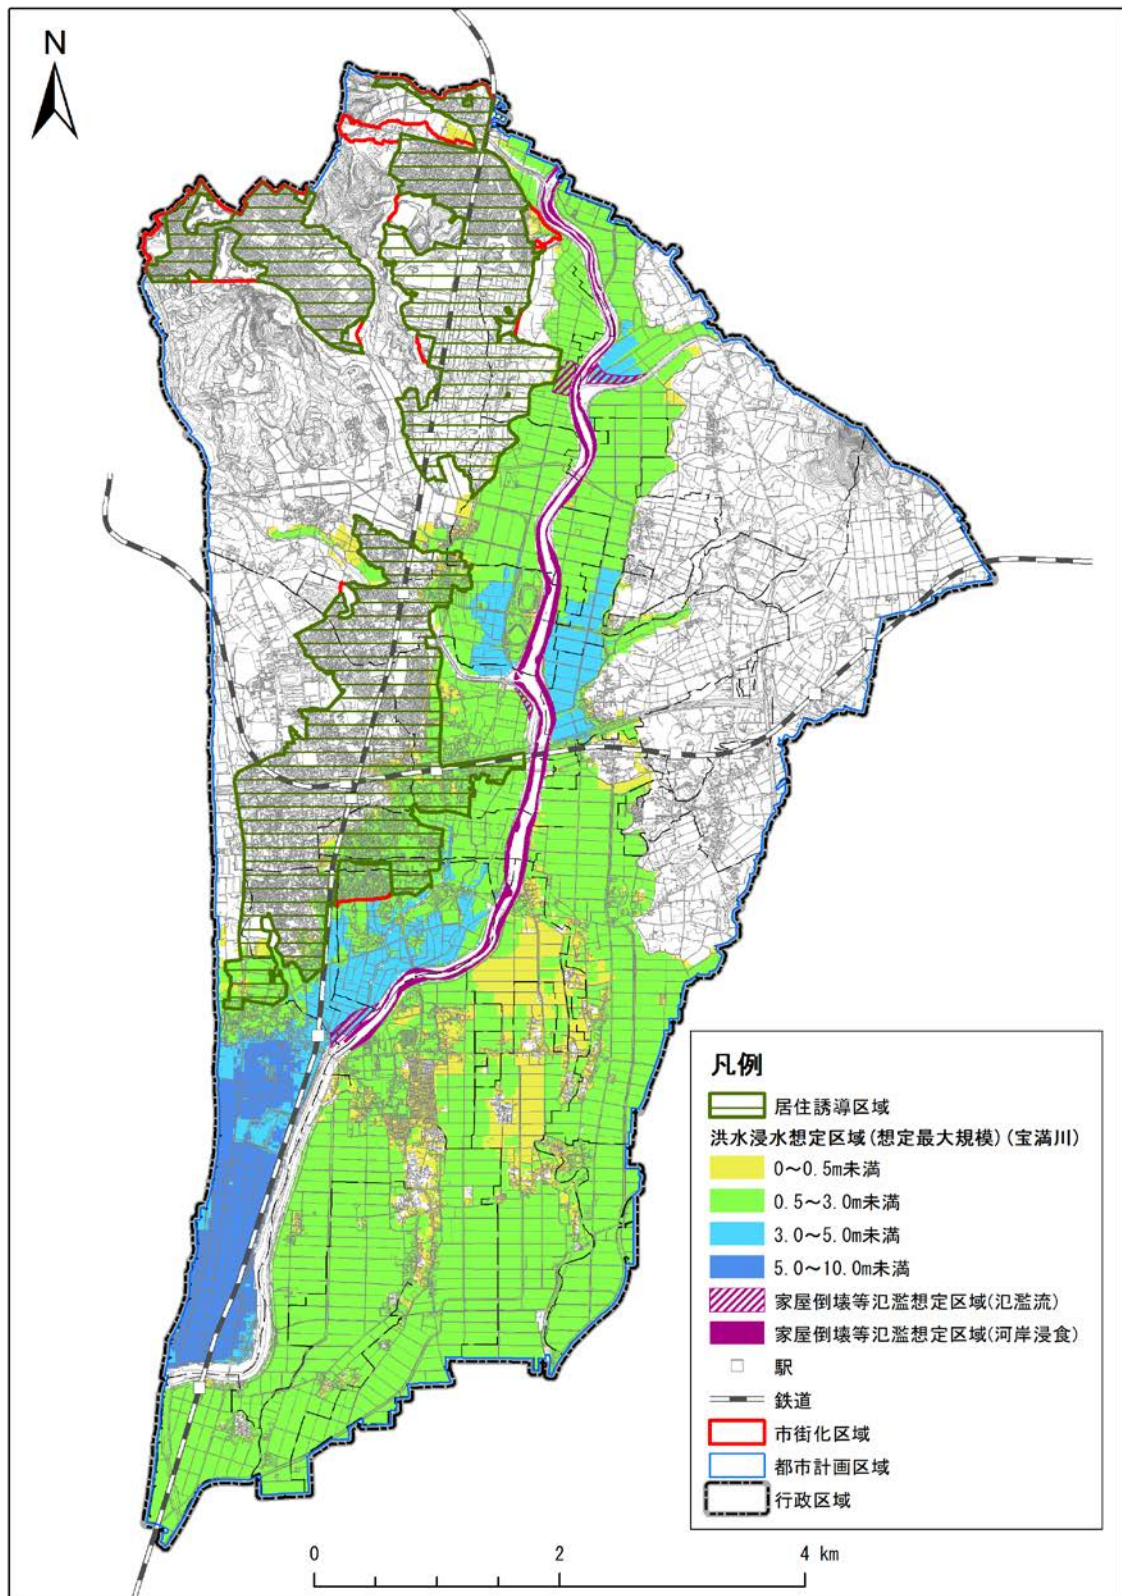 N
凡例
居住誘導区域
洪水浸水想定区域(想定最大規模)(宝満川)
0～0.5m未満
0.5～3.0m未満
3.0～5.0m未満
5.0～10.0m未満
家屋倒壊等氾濫想定区域(氾濫流)
家屋倒壊等氾濫想定区域(河岸浸食)
駅
鉄道
市街化区域
都市計画区域
行政区域
0 2 4 km